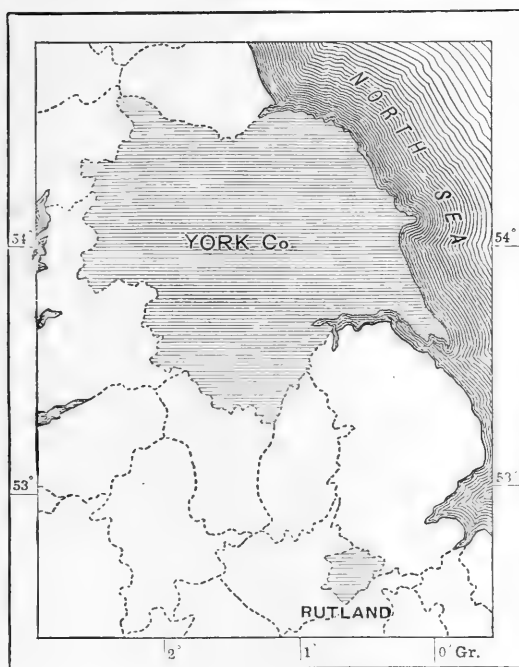 NORTH SEA
54°
YORK Co.
54°
53°
53°
RUTLAND
2° 1° 0° Gr.